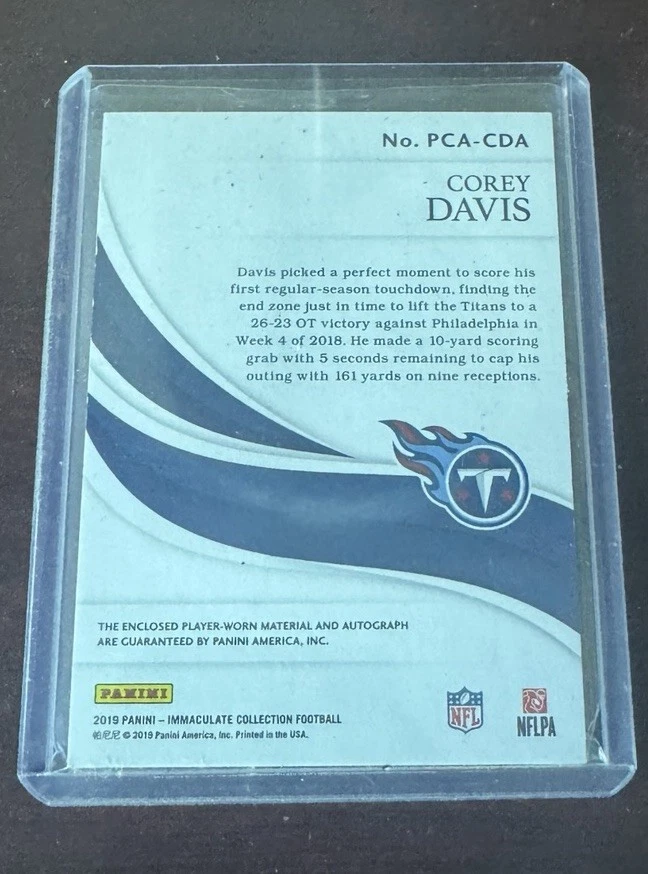 No. PCA-CDA
COREY
DAVIS
Davis picked a perfect moment to score his
first regular-season touchdown, finding the
end zone just in time to lift the Titans to a
26-23 OT victory against Philadelphia in
Week 4 of 2018. He made a 10-yard scoring
grab with 5 seconds remaining to cap his
outing with 161 yards on nine receptions.
T
THE ENCLOSED PLAYER-WORN MATERIAL AND AUTOGRAPH
ARE GUARANTEED BY PANINI AMERICA, INC.
PANINI
2019 PANINI – IMMACULATE COLLECTION FOOTBALL
帕尼尼 © 2019 Panini America, Inc. Printed in the USA.
NFL
NFLPA